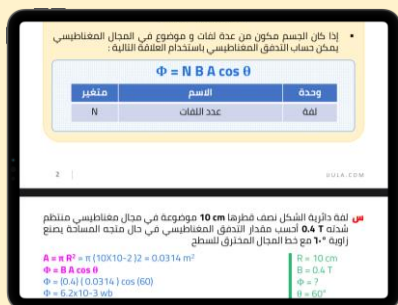 • إذا كان الجسم مكون من عدة لفات و موضوع في المجال المغناطيسي
يمكن حساب التدفق المغناطيسي باستخدام العلاقة التالية :
Φ = N B A cos θ
متغير الاسم وحدة
N عدد اللفات لفة
2 | OULA.COM
س لفة دائرية الشكل نصف قطرها 10 cm موضوعة في مجال مغناطيسي منتظم
شدته 0.4 T أحسب مقدار التدفق المغناطيسي في حال متجه المساحة يصنع
زاوية °٦٠ مع خط المجال المخترق للسطح
A = π R² = π (10X10-2 )2 = 0.0314 m² R = 10 cm
Φ = B A cos θ B = 0.4 T
Φ = (0.4) ( 0.0314 ) cos (60) Φ = ?
Φ = 6.2x10-3 wb θ = 60°